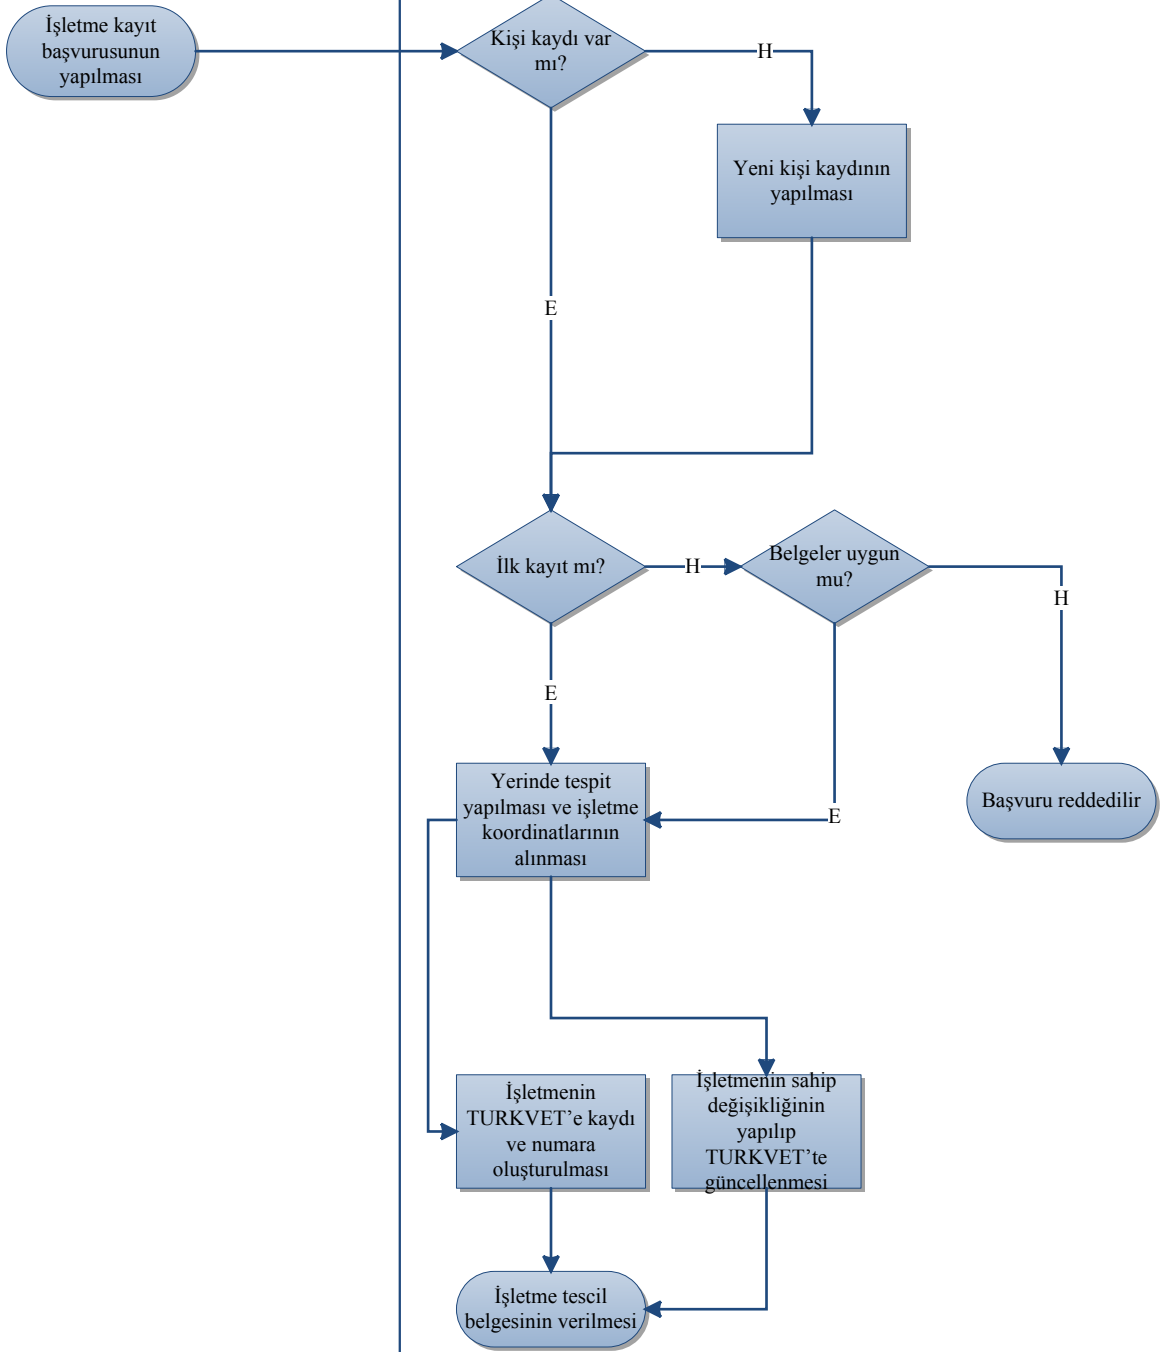 İşletme kayıt
başvurusunun
yapılması
Kişi kaydı var
mı?
H
Yeni kişi kaydının
yapılması
E
İlk kayıt mı?
H
Belgeler uygun
mu?
H
E
E
Yerinde tespit
yapılması ve işletme
koordinatlarının
alınması
Başvuru reddedilir
İşletmenin
TURKVET’e kaydı
ve numara
oluşturulması
İşletmenin sahip
değişikliğinin
yapılıp
TURKVET’te
güncellenmesi
İşletme tescil
belgesinin verilmesi